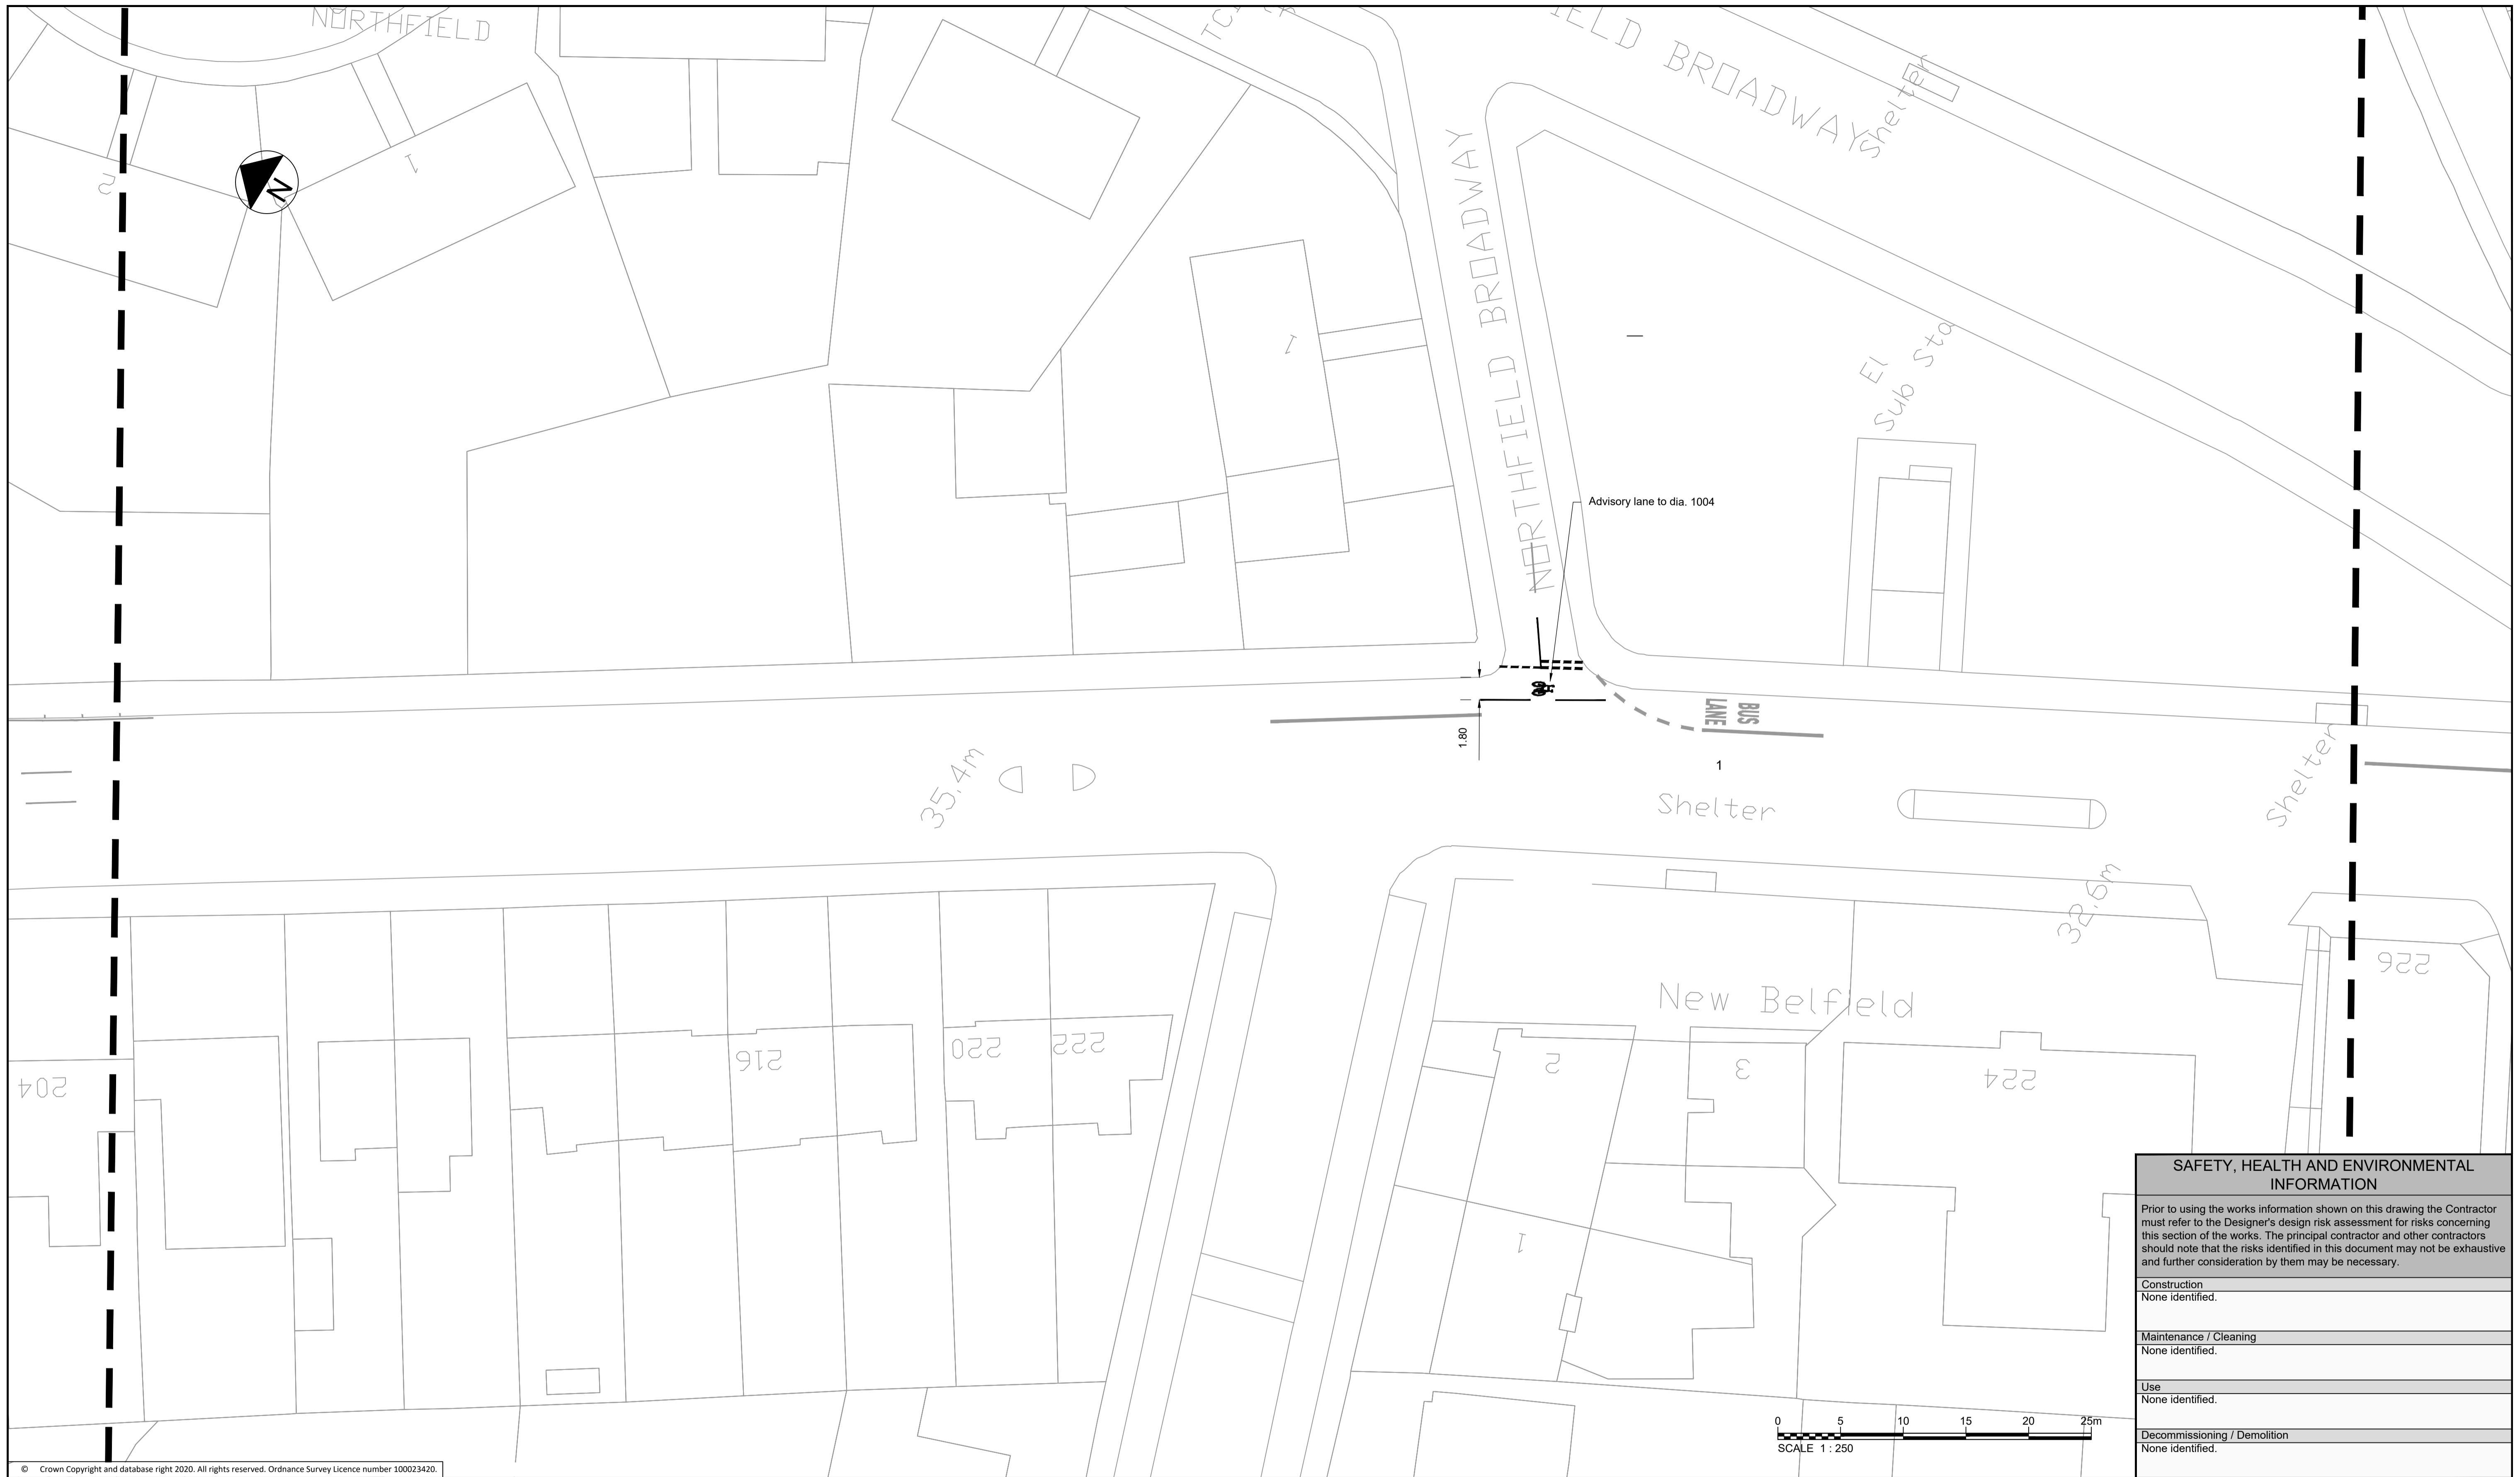 NORTHFIELD
IELD BROADWAY
Shelter
N
2
1
NORTHFIELD BROADWAY
1
El
Sub Sta
Advisory lane to dia. 1004
BUS
LANE
1.80
1
35.4m
Shelter
Shelter
32.6m
226
New Belfield
204
216
220
222
2
3
224
1
0 5 10 15 20 25m
SCALE 1 : 250
SAFETY, HEALTH AND ENVIRONMENTAL
INFORMATION
Prior to using the works information shown on this drawing the Contractor
must refer to the Designer's design risk assessment for risks concerning
this section of the works. The principal contractor and other contractors
should note that the risks identified in this document may not be exhaustive
and further consideration by them may be necessary.
Construction
None identified.
Maintenance / Cleaning
None identified.
Use
None identified.
Decommissioning / Demolition
None identified.
© Crown Copyright and database right 2020. All rights reserved. Ordnance Survey Licence number 100023420.